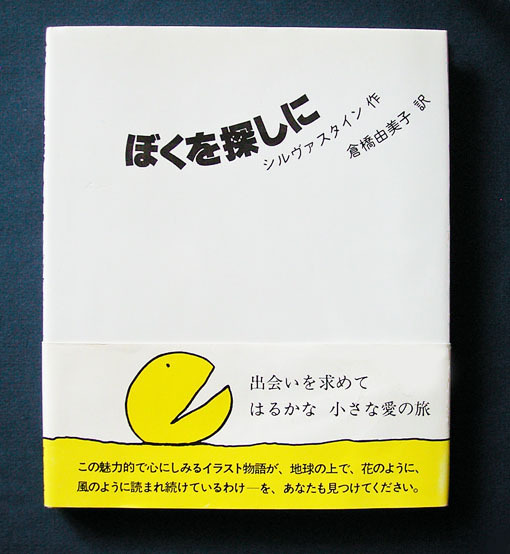 ぼくを探しに
シルヴァスタイン 作
倉橋由美子 訳
出会いを求めて
はるかな 小さな愛の旅
この魅力的で心にしみるイラスト物語が、地球の上で、花のように、
風のように読まれ続けているわけ―を、あなたも見つけてください。